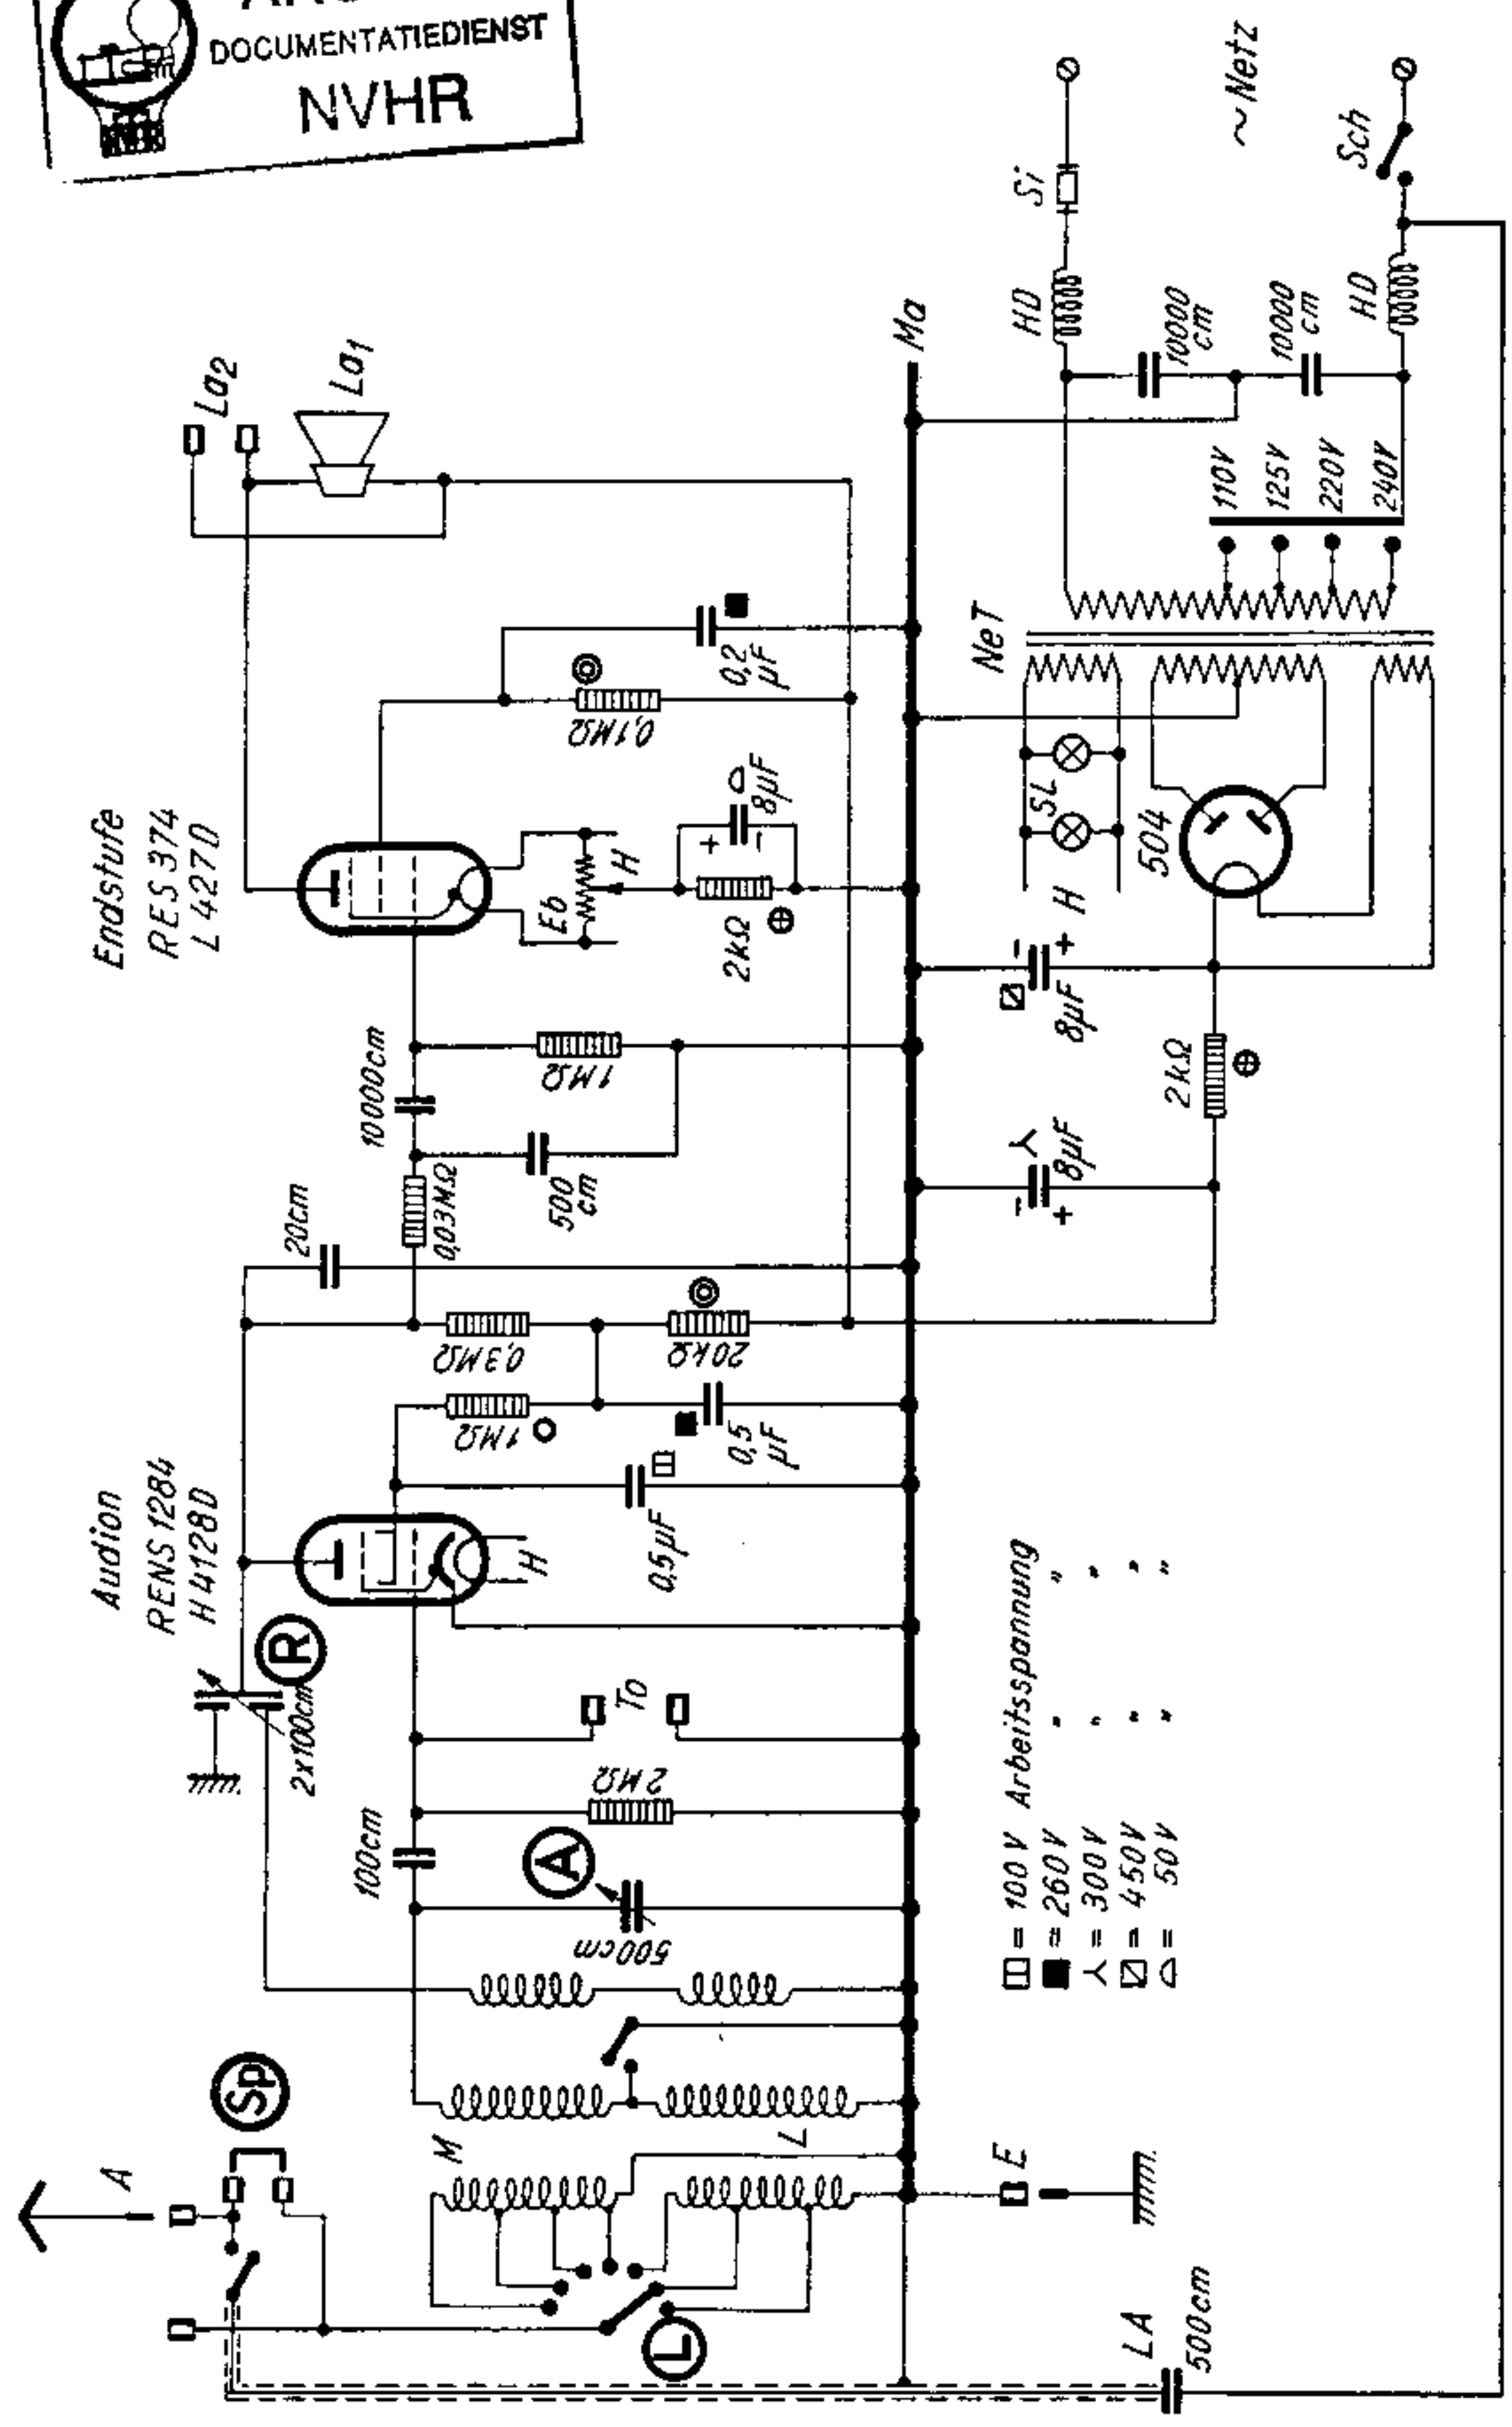 DOCUMENTATIEDIENST
NVHR
A
Sp
M
L
L
E
LA
500cm
500cm
A
100cm
2MΩ
To
2x100cm
R
Audion
RENS 1284
H4128D
H
0,5µF
1MΩ
0,5
µF
0,3MΩ
20kΩ
20cm
0,03MΩ
500
cm
10000cm
1MΩ
Endstufe
RES 374
L 427D
Eb
H
2kΩ
+
-
8µF
0,1MΩ
0,2
µF
La2
La1
Ma
-
+
8µF
2kΩ
-
+
8µF
504
H
SL
NeT
110V
125V
220V
240V
10000
cm
10000
cm
HD
HD
Si
Sch
~Netz
= 100 V Arbeitsspannung
= 260 V " "
= 300 V " "
= 450 V " "
= 50 V " "